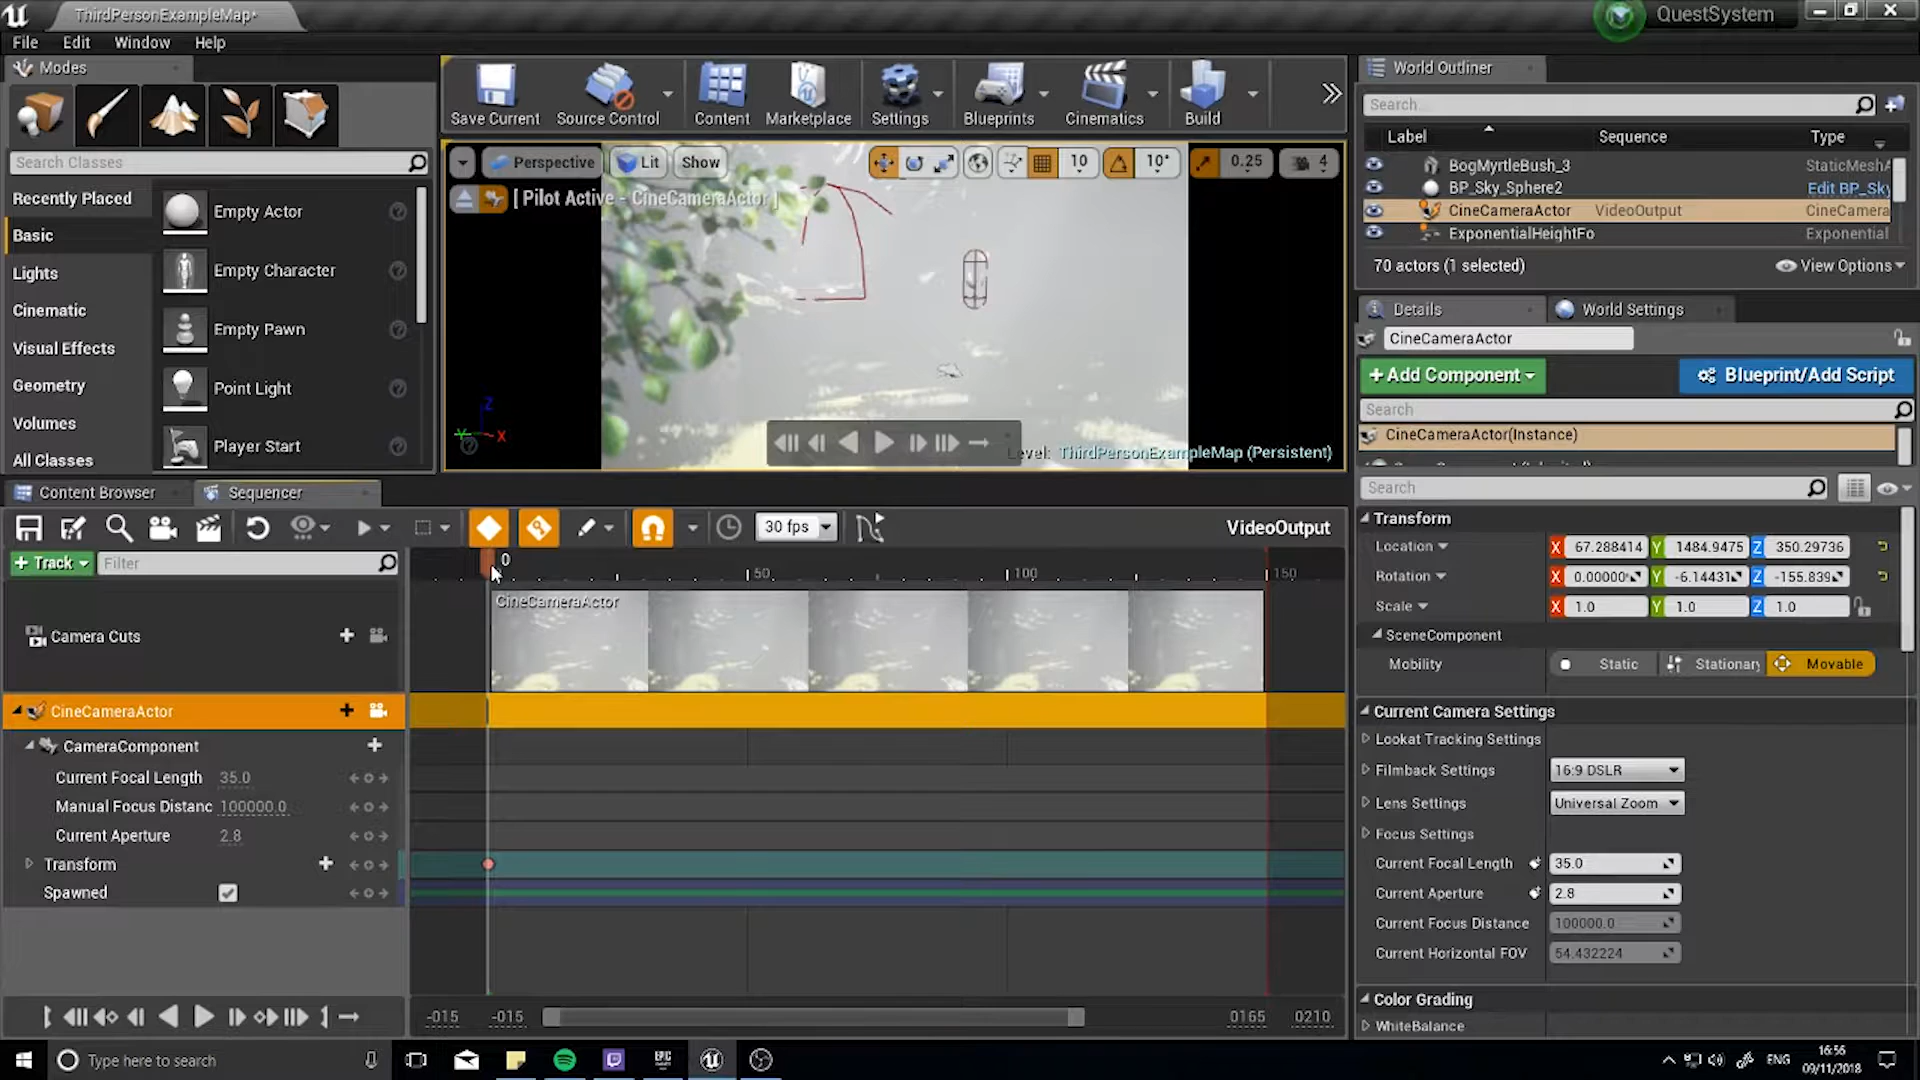 ThirdPersonExampleMap*
QuestSystem
File Edit Window Help
Modes
Search Classes
Recently Placed
Basic
Lights
Cinematic
Visual Effects
Geometry
Volumes
All Classes
Empty Actor
Empty Character
Empty Pawn
Point Light
Player Start
Save Current
Source Control
Content
Marketplace
Settings
Blueprints
Cinematics
Build
Perspective
Lit
Show
10
10°
0.25
4
[ Pilot Active - CineCameraActor ]
Z
Y
X
Level: ThirdPersonExampleMap (Persistent)
World Outliner
Search...
Label Sequence Type
BogMyrtleBush_3 StaticMeshA
BP_Sky_Sphere2 Edit BP_Sky
CineCameraActor VideoOutput CineCamera
ExponentialHeightFo Exponential
70 actors (1 selected)
View Options
Details
World Settings
CineCameraActor
+ Add Component
Blueprint/Add Script
Search
CineCameraActor(Instance)
Search
Transform
Location X 67.288414 Y 1484.9475 Z 350.29736
Rotation X 0.00000 Y -6.14431 Z -155.839
Scale X 1.0 Y 1.0 Z 1.0
SceneComponent
Mobility Static Stationary Movable
Current Camera Settings
Lookat Tracking Settings
Filmback Settings 16:9 DSLR
Lens Settings Universal Zoom
Focus Settings
Current Focal Length 35.0
Current Aperture 2.8
Current Focus Distance 100000.0
Current Horizontal FOV 54.432224
Color Grading
WhiteBalance
Content Browser
Sequencer
30 fps
VideoOutput
+ Track
Filter
0
50
100
150
Camera Cuts
CineCameraActor
CineCameraActor
CameraComponent
Current Focal Length 35.0
Manual Focus Distanc 100000.0
Current Aperture 2.8
Transform
Spawned
-015 -015 0165 0210
Type here to search
EPIC
ENG
16:56
09/11/2018